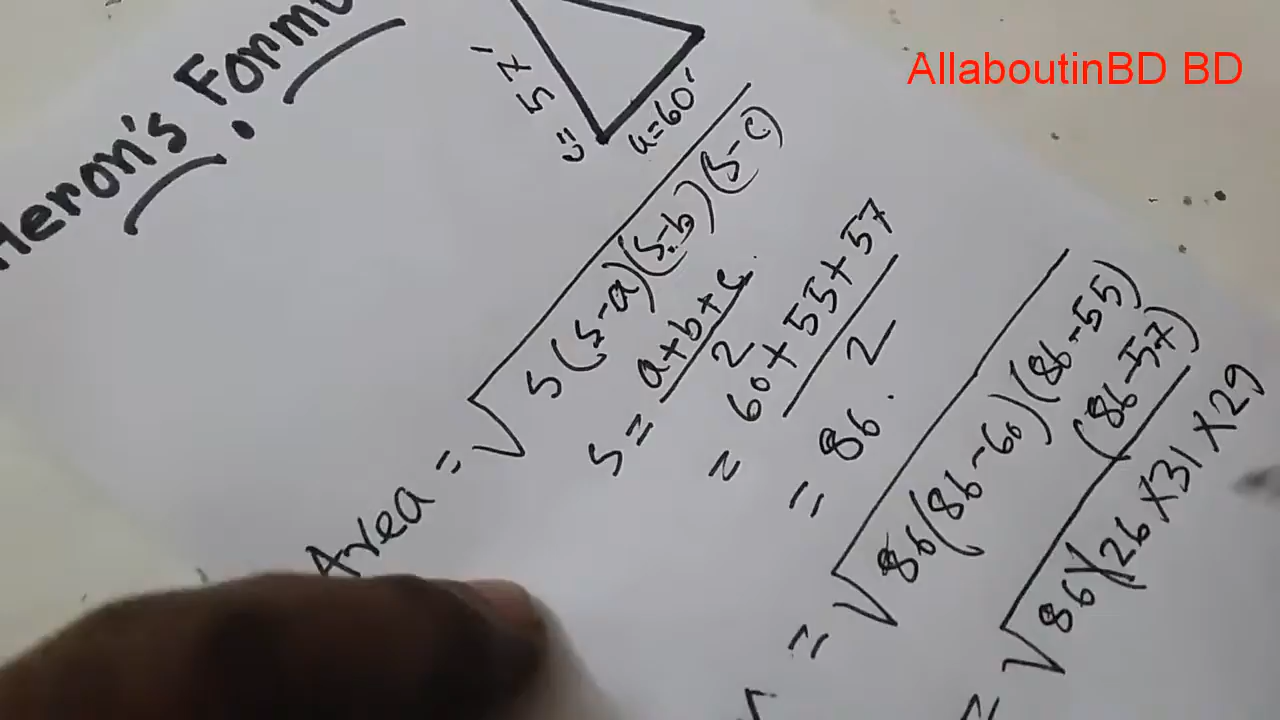 Heron's Formu
AllaboutinBD BD
c = 57'
a=60'
Area = √s(s-a)(s-b)(s-c)
s = a+b+c / 2
= 60+55+57 / 2
= 86.
= √86(86-60)(86-55)
(86-57)
= √86×26×31×29